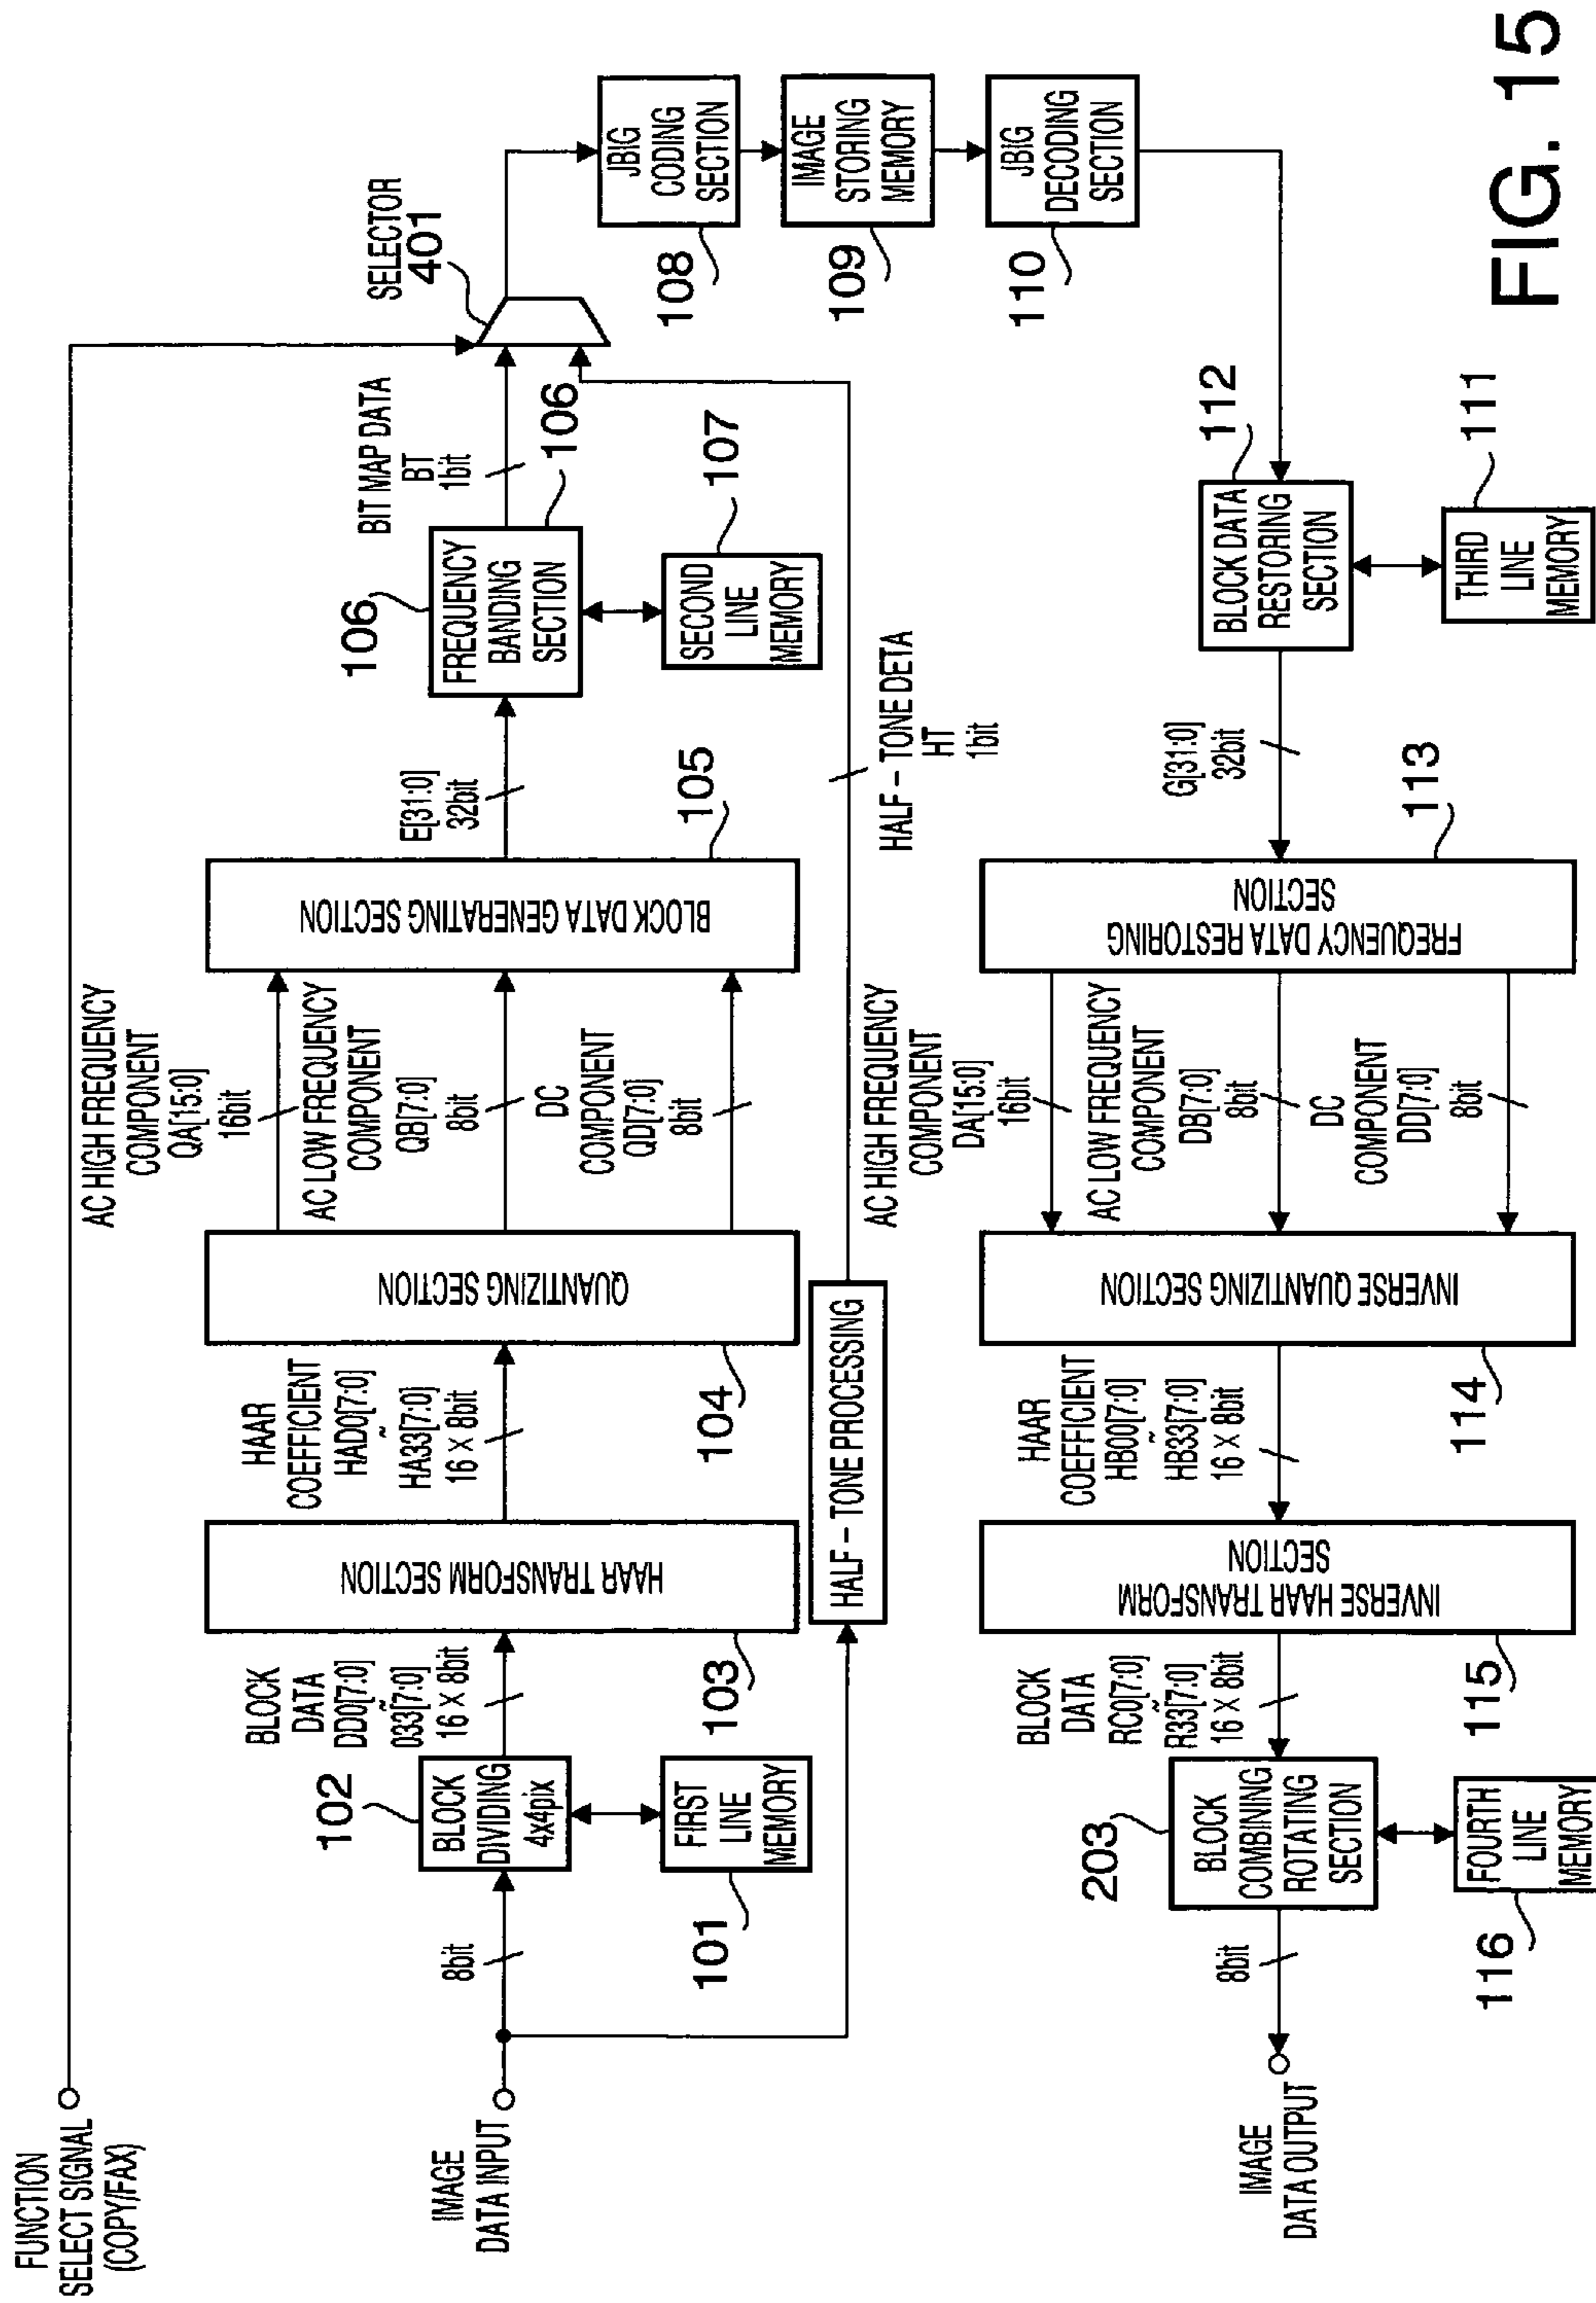 FUNCTION
SELECT SIGNAL
(COPY/FAX)
IMAGE
DATA INPUT
8bit
102
BLOCK
DIVIDING
4x4pix
FIRST
LINE
MEMORY
101
BLOCK
DATA
DD0[7:0]
~
033[7:0]
16 × 8bit
HAAR TRANSFORM SECTION
103
HAAR
COEFFICIENT
HAD0[7:0]
~
HA33[7:0]
16 × 8bit
QUANTIZING SECTION
104
AC HIGH FREQUENCY
COMPONENT
QA[15:0]
16bit
AC LOW FREQUENCY
COMPONENT
QB[7:0]
8bit
DC
COMPONENT
QD[7:0]
8bit
BLOCK DATA GENERATING SECTION
105
E[31:0]
32bit
106
FREQUENCY
BANDING
SECTION
106
SECOND
LINE
MEMORY
107
BIT MAP DATA
BT
1bit
SELECTOR
401
HALF – TONE PROCESSING
HALF – TONE DETA
HT
1bit
JBIG
CODING
SECTION
108
IMAGE
STORING
MEMORY
109
JBIG
DECODING
SECTION
110
112
BLOCK DATA
RESTORING
SECTION
THIRD
LINE
MEMORY
111
G[31:0]
32bit
FREQUENCY DATA RESTORING
SECTION
113
AC HIGH FREQUENCY
COMPONENT
DA[15:0]
16bit
AC LOW FREQUENCY
COMPONENT
DB[7:0]
8bit
DC
COMPONENT
DD[7:0]
8bit
INVERSE QUANTIZING SECTION
114
HAAR
COEFFICIENT
HB00[7:0]
~
HB33[7:0]
16 × 8bit
INVERSE HAAR TRANSFORM
SECTION
115
BLOCK
DATA
RC0[7:0]
~
R33[7:0]
16 × 8bit
203
BLOCK
COMBINING
ROTATING
SECTION
FOURTH
LINE
MEMORY
116
8bit
IMAGE
DATA OUTPUT
FIG. 15